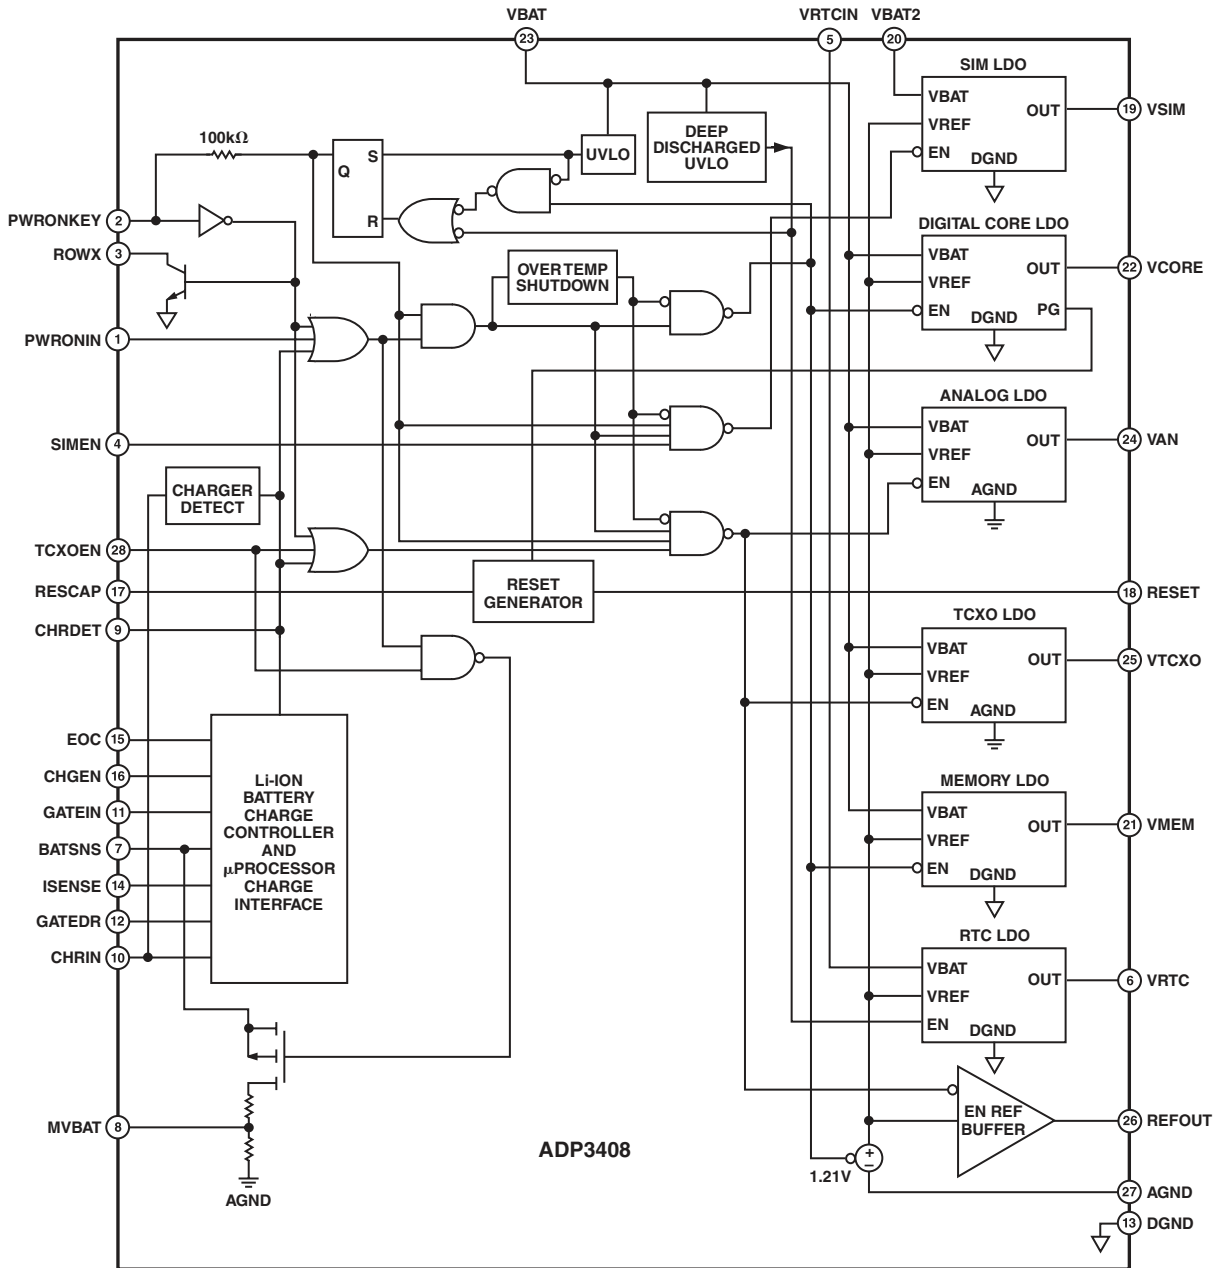 VBAT
VRTCIN
VBAT2
23
5
20
SIM LDO
VBAT
OUT
VREF
EN
DGND
19
VSIM
100kΩ
S
Q
R
UVLO
DEEP
DISCHARGED
UVLO
PWRONKEY
2
ROWX
3
DIGITAL CORE LDO
VBAT
OUT
VREF
EN
PG
DGND
22
VCORE
OVER TEMP
SHUTDOWN
PWRONIN
1
ANALOG LDO
VBAT
OUT
VREF
EN
AGND
24
VAN
SIMEN
4
CHARGER
DETECT
TCXOEN
28
RESCAP
17
RESET
GENERATOR
18
RESET
CHRDET
9
TCXO LDO
VBAT
OUT
VREF
EN
AGND
25
VTCXO
EOC
15
CHGEN
16
GATEIN
11
BATSNS
7
ISENSE
14
GATEDR
12
CHRIN
10
Li-ION
BATTERY
CHARGE
CONTROLLER
AND
μPROCESSOR
CHARGE
INTERFACE
MEMORY LDO
VBAT
OUT
VREF
EN
DGND
21
VMEM
RTC LDO
VBAT
OUT
VREF
EN
DGND
6
VRTC
MVBAT
8
AGND
ADP3408
EN REF
BUFFER
26
REFOUT
+
−
1.21V
27
AGND
13
DGND